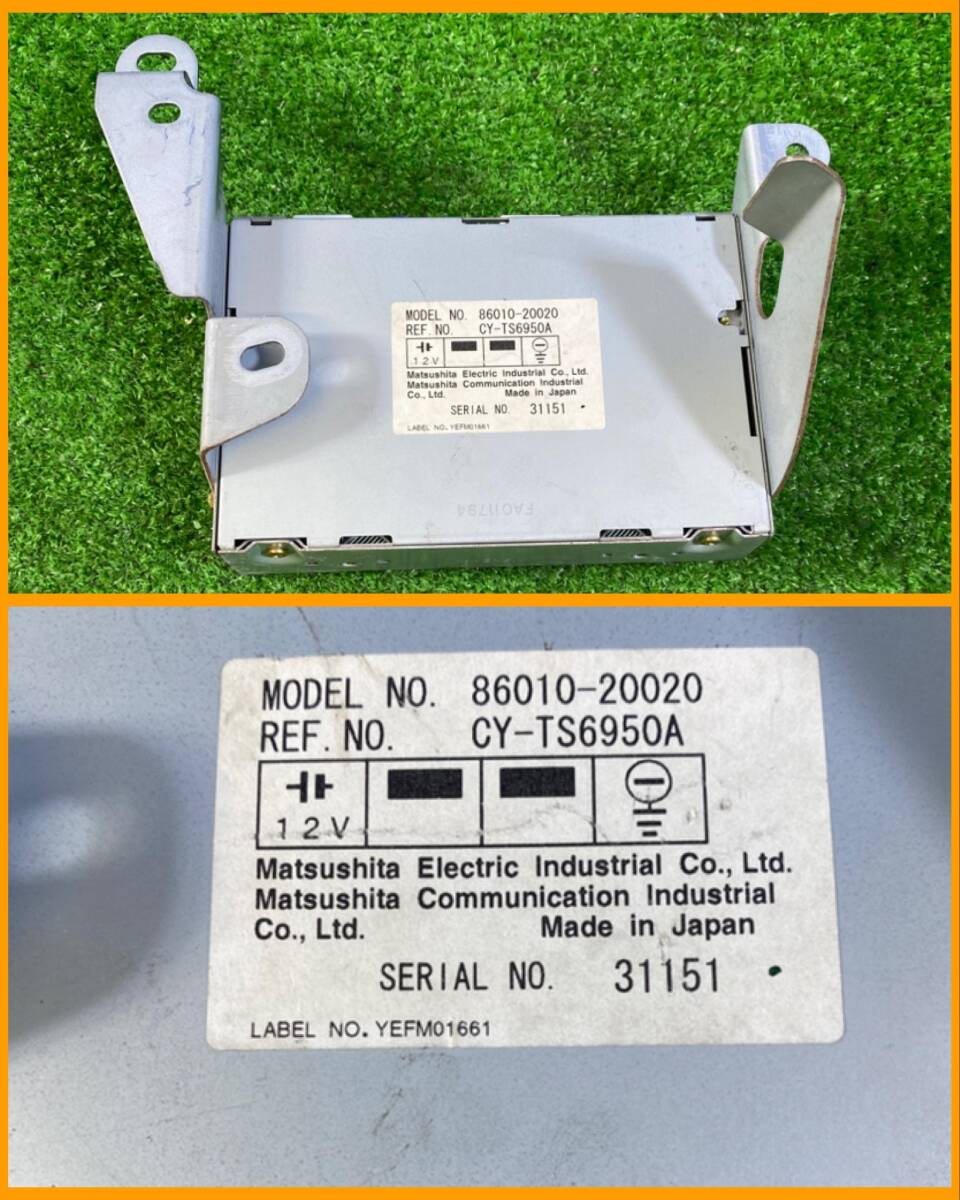 MODEL NO. 86010-20020
REF. NO. CY-TS6950A
12V
Matsushita Electric Industrial Co., Ltd.
Matsushita Communication Industrial
Co., Ltd. Made in Japan
SERIAL NO. 31151
LABEL NO. YEFM01661
FA011794
MODEL NO. 86010-20020
REF. NO. CY-TS6950A
12V
Matsushita Electric Industrial Co., Ltd.
Matsushita Communication Industrial
Co., Ltd. Made in Japan
SERIAL NO. 31151
LABEL NO. YEFM01661